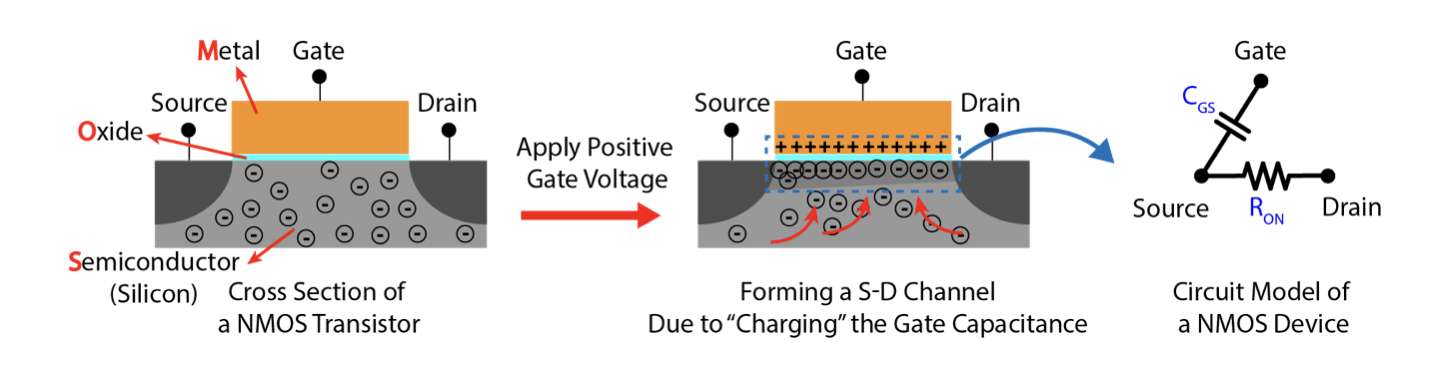 Metal
Gate
Source
Drain
Oxide
Semiconductor
(Silicon)
Cross Section of
a NMOS Transistor
Apply Positive
Gate Voltage
Gate
Source
Drain
+ + + + + + + + + + + +
Forming a S-D Channel
Due to “Charging” the Gate Capacitance
Gate
CGS
Source
RON
Drain
Circuit Model of
a NMOS Device